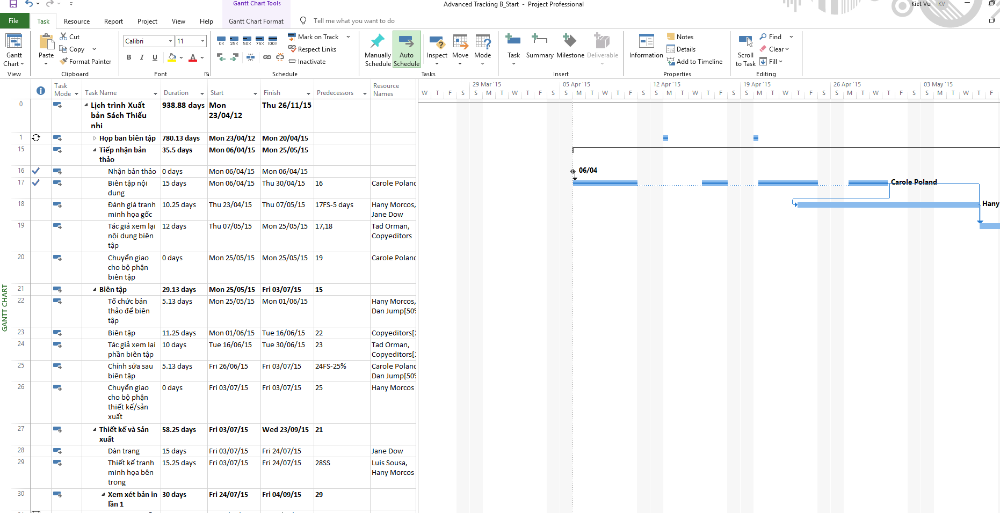 Gantt Chart Tools
Advanced Tracking B_Start - Project Professional
Kiet Vu KV
File Task Resource Report Project View Help Gantt Chart Format Tell me what you want to do
Gantt Chart
View
Paste
Cut
Copy
Format Painter
Clipboard
Calibri 11
B I U A
Font
0% 25% 50% 75% 100%
Mark on Track
Respect Links
Inactivate
Schedule
Manually Schedule
Auto Schedule
Inspect
Move
Mode
Tasks
Task
Summary
Milestone
Deliverable
Insert
Information
Notes
Details
Add to Timeline
Properties
Scroll to Task
Find
Clear
Fill
Editing
GANTT CHART
Task Mode Task Name Duration Start Finish Predecessors Resource Names
0 Lịch trình Xuất bản Sách Thiếu nhi 938.88 days Mon 23/04/12 Thu 26/11/15
1 Họp ban biên tập 780.13 days Mon 23/04/12 Mon 20/04/15
15 Tiếp nhận bản thảo 35.5 days Mon 06/04/15 Mon 25/05/15
16 Nhận bản thảo 0 days Mon 06/04/15 Mon 06/04/15
17 Biên tập nội dung 15 days Mon 06/04/15 Thu 30/04/15 16 Carole Poland
18 Đánh giá tranh minh họa gốc 10.25 days Thu 23/04/15 Thu 07/05/15 17FS-5 days Hany Morcos, Jane Dow
19 Tác giả xem lại nội dung biên tập 12 days Thu 07/05/15 Mon 25/05/15 17,18 Tad Orman, Copyeditors
20 Chuyển giao cho bộ phận biên tập 0 days Mon 25/05/15 Mon 25/05/15 19 Carole Poland
21 Biên tập 29.13 days Mon 25/05/15 Fri 03/07/15 15
22 Tổ chức bản thảo để biên tập 5.13 days Mon 25/05/15 Mon 01/06/15 Hany Morcos, Dan Jump[50%
23 Biên tập 11.25 days Mon 01/06/15 Tue 16/06/15 22 Copyeditors[
24 Tác giả xem lại phần biên tập 10 days Tue 16/06/15 Tue 30/06/15 23 Tad Orman, Copyeditors[
25 Chỉnh sửa sau biên tập 5.13 days Fri 26/06/15 Fri 03/07/15 24FS-25% Carole Poland Dan Jump[50%
26 Chuyển giao cho bộ phận thiết kế/sản xuất 0 days Fri 03/07/15 Fri 03/07/15 25 Hany Morcos
27 Thiết kế và Sản xuất 58.25 days Fri 03/07/15 Wed 23/09/15 21
28 Dàn trang 15 days Fri 03/07/15 Fri 24/07/15 Jane Dow
29 Thiết kế tranh minh họa bên trong 15.25 days Fri 03/07/15 Fri 24/07/15 28SS Luis Sousa, Hany Morcos
30 Xem xét bản in lần 1 30 days Fri 24/07/15 Fri 04/09/15 29
29 Mar '15 05 Apr '15 12 Apr '15 19 Apr '15 26 Apr '15 03 May '15
W T F S S M T W T F S S M T W T F S S M T W T F S S M T W T F S S M T W T F S S M T W T F
06/04
Carole Poland
Hany